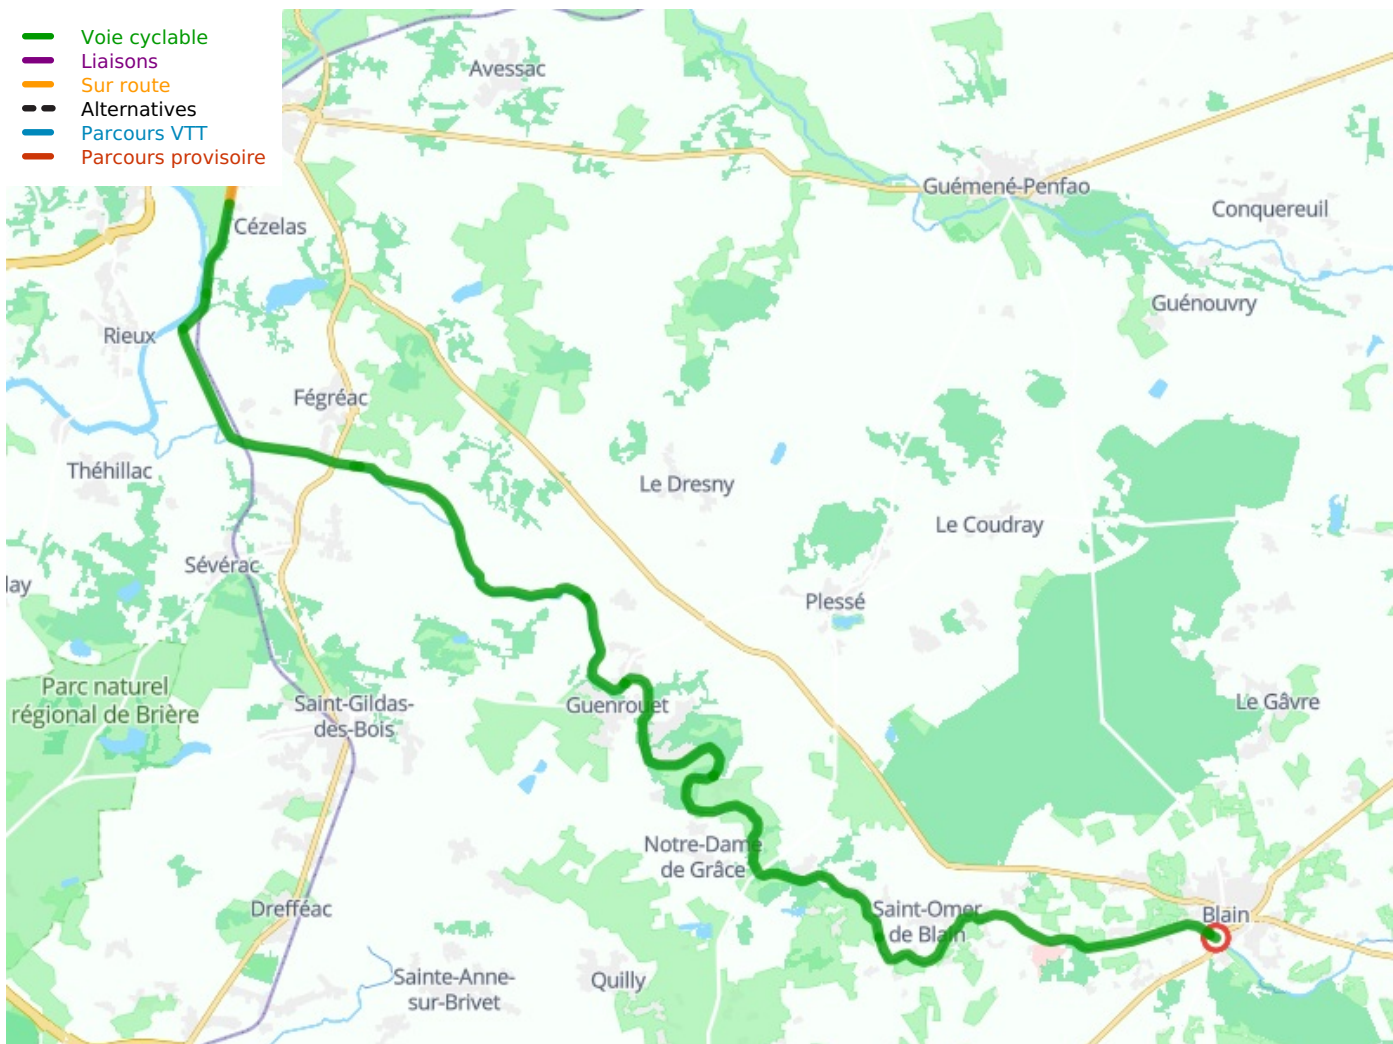 Voie cyclable
Liaisons
Sur route
Alternatives
Parcours VTT
Parcours provisoire
Avessac
Guémené-Penfao
Conquereuil
Cézelas
Guénouvry
Rieux
Fégréac
Théhillac
Le Dresny
Le Coudray
Sévérac
lay
Plessé
Parc naturel
régional de Brière
Saint-Gildas-
des-Bois
Guenrouet
Le Gâvre
Notre-Dame
de Grâce
Drefféac
Saint-Omer
de Blain
Blain
Sainte-Anne-
sur-Brivet
Quilly